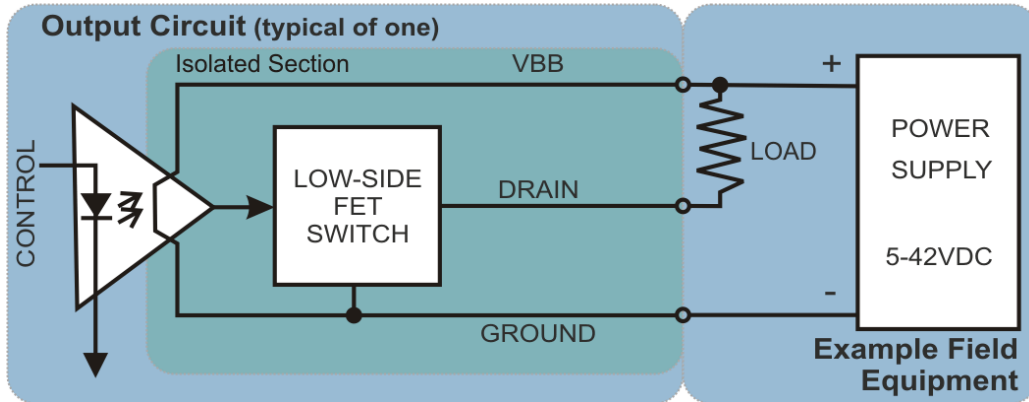 Output Circuit (typical of one)
Isolated Section
VBB
CONTROL
LOW-SIDE
FET
SWITCH
DRAIN
GROUND
LOAD
+
POWER
SUPPLY
5-42VDC
-
Example Field
Equipment